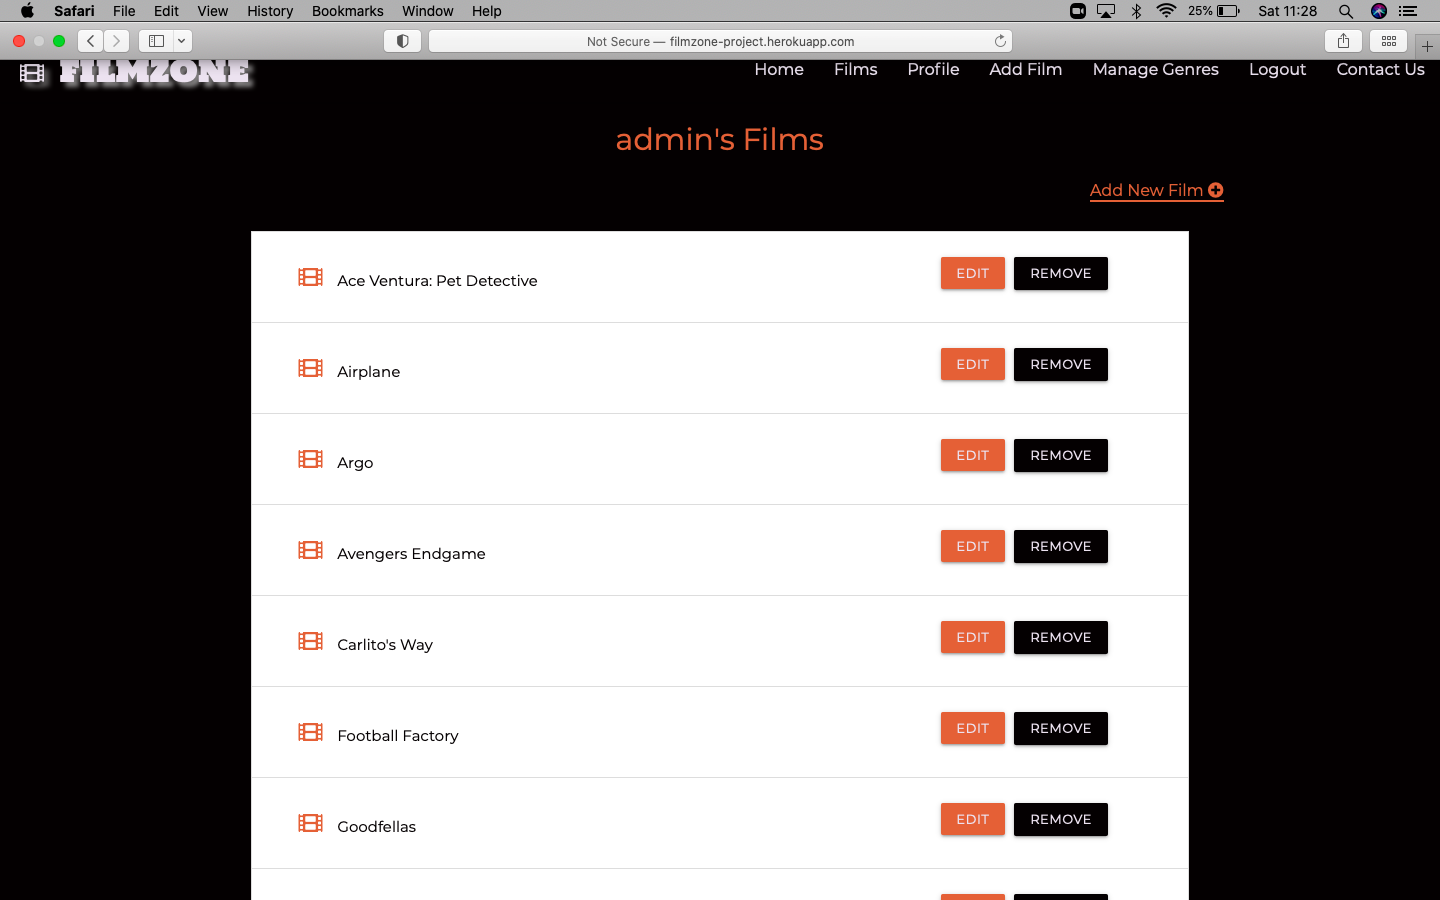 Safari File Edit View History Bookmarks Window Help 25% Sat 11:28
Not Secure — filmzone-project.herokuapp.com
FILMZONE Home Films Profile Add Film Manage Genres Logout Contact Us
admin's Films
Add New Film
Ace Ventura: Pet Detective EDIT REMOVE
Airplane EDIT REMOVE
Argo EDIT REMOVE
Avengers Endgame EDIT REMOVE
Carlito's Way EDIT REMOVE
Football Factory EDIT REMOVE
Goodfellas EDIT REMOVE